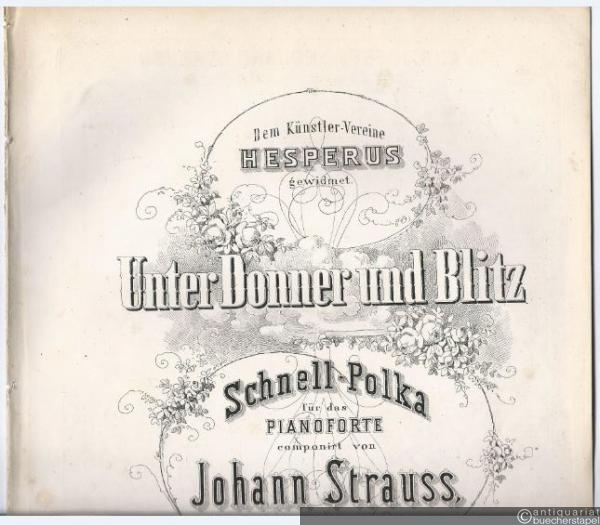 Dem Künstler-Vereine
HESPERUS
gewidmet.
Unter Donner und Blitz
Schnell-Polka
für das
PIANOFORTE
componirt von
Johann Strauss,
antiquariat
buecherstapel